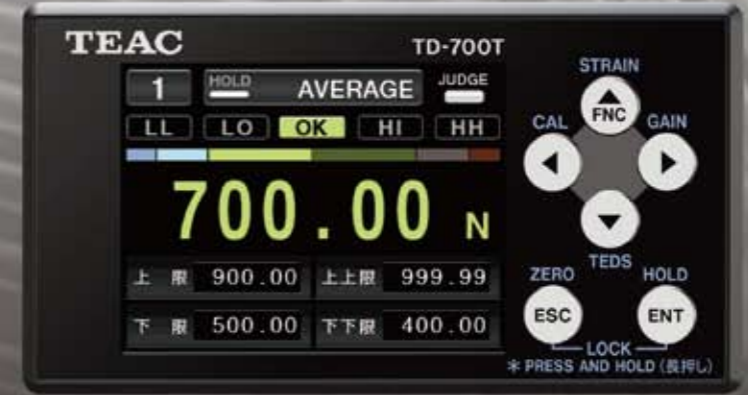 TEAC
TD-700T
1 HOLD AVERAGE JUDGE
LL LO OK HI HH
700.00 N
上 限 900.00 上上限 999.99
下 限 500.00 下下限 400.00
STRAIN
FNC
CAL GAIN
TEDS
ZERO HOLD
ESC ENT
LOCK
* PRESS AND HOLD (長押し)